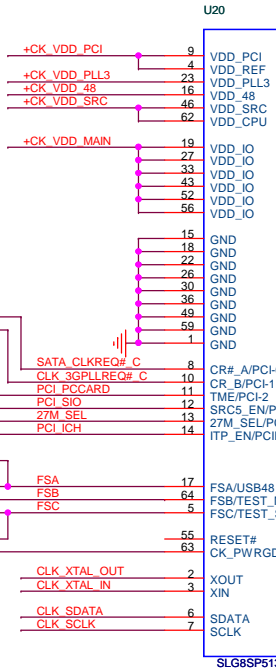 U20
+CK_VDD_PCI 9 VDD_PCI
4 VDD_REF
+CK_VDD_PLL3 23 VDD_PLL3
+CK_VDD_48 16 VDD_48
+CK_VDD_SRC 46 VDD_SRC
62 VDD_CPU
+CK_VDD_MAIN 19 VDD_IO
27 VDD_IO
33 VDD_IO
43 VDD_IO
52 VDD_IO
56 VDD_IO
15 GND
18 GND
22 GND
26 GND
30 GND
36 GND
49 GND
59 GND
1 GND
SATA_CLKREQ#_C 8 CR#_A/PCI-
CLK_3GPLLREQ#_C 10 CR_B/PCI-1
PCI_PCCARD 11 TME/PCI-2
PCI_SIO 12 SRC5_EN/P
27M_SEL 13 27M_SEL/P
PCI_ICH 14 ITP_EN/PCI
FSA 17 FSA/USB48
FSB 64 FSB/TEST_
FSC 5 FSC/TEST_
55 RESET#
63 CK_PWRGD
CLK_XTAL_OUT 2 XOUT
CLK_XTAL_IN 3 XIN
CLK_SDATA 6 SDATA
CLK_SCLK 7 SCLK
SLG8SP513